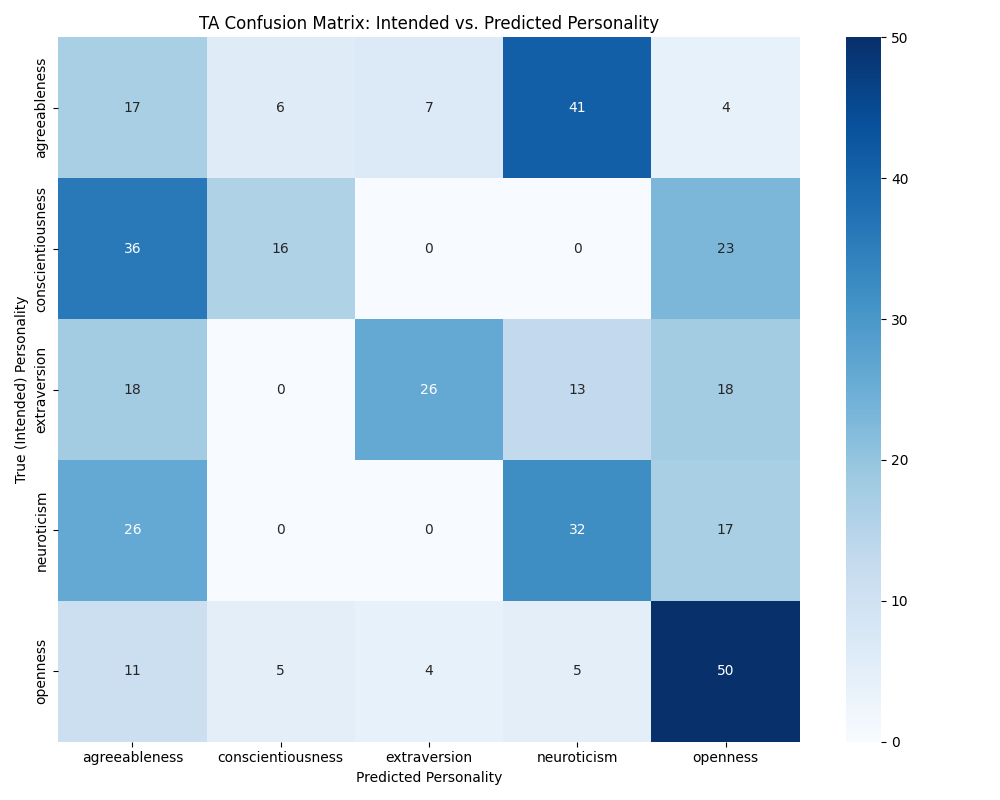 TA Confusion Matrix: Intended vs. Predicted Personality
True (Intended) Personality
agreeableness
17 6 7 41 4
conscientiousness
36 16 0 0 23
extraversion
18 0 26 13 18
neuroticism
26 0 0 32 17
openness
11 5 4 5 50
agreeableness conscientiousness extraversion neuroticism openness
Predicted Personality
50
40
30
20
10
0